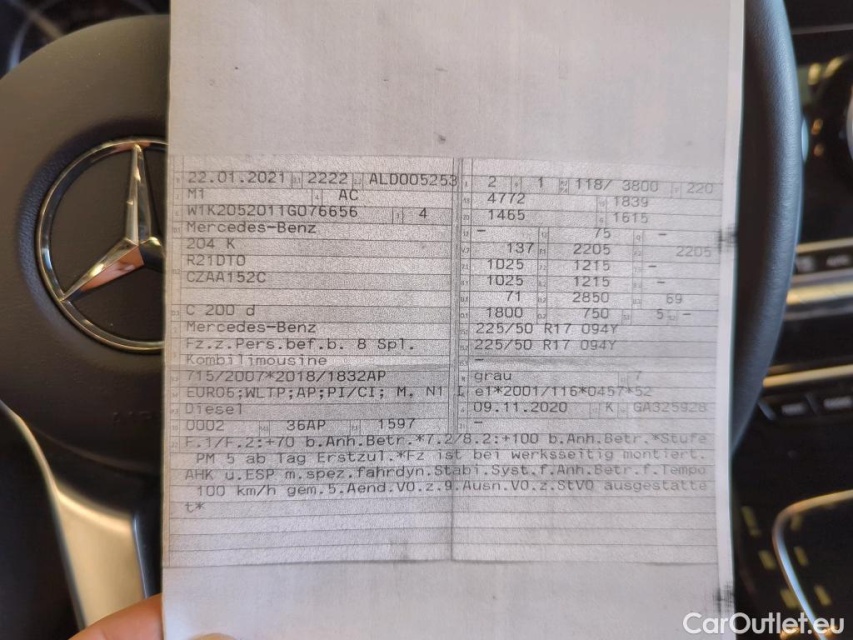 22.01.2021 2222 ALD005253 2 1 118/ 3800 220
M1 AC 4772 1839
W1K2052011G076656 4 1465 1615
Mercedes-Benz - 75 -
204 K 137 2205 2205
R21DT0 1025 1215 -
CZAA152C 1025 1215 -
71 2850 69
C 200 d 1800 750 5 -
Mercedes-Benz 225/50 R17 094Y
Fz.z.Pers.bef.b. 8 Spl. 225/50 R17 094Y
Kombilimousine -
715/2007*2018/1832AP grau 7
EURO6;WLTP;AP;PI/CI; M, N1 I e1*2001/116*0457*52
Diesel 09.11.2020 K GA325928
0002 36AP 1597 -
F.1/F.2:+70 b.Anh.Betr.*7.2/8.2:+100 b.Anh.Betr.*Stufe
PM 5 ab Tag Erstzul.*Fz ist bei werksseitig montiert.
AHK u.ESP m.spez.fahrdyn.Stabi.Syst.f.Anh.Betr.f.Tempo
100 km/h gem.5.Aend.VO.z.9.Ausn.VO.z.StVO ausgestatte
t*
CarOutlet.eu